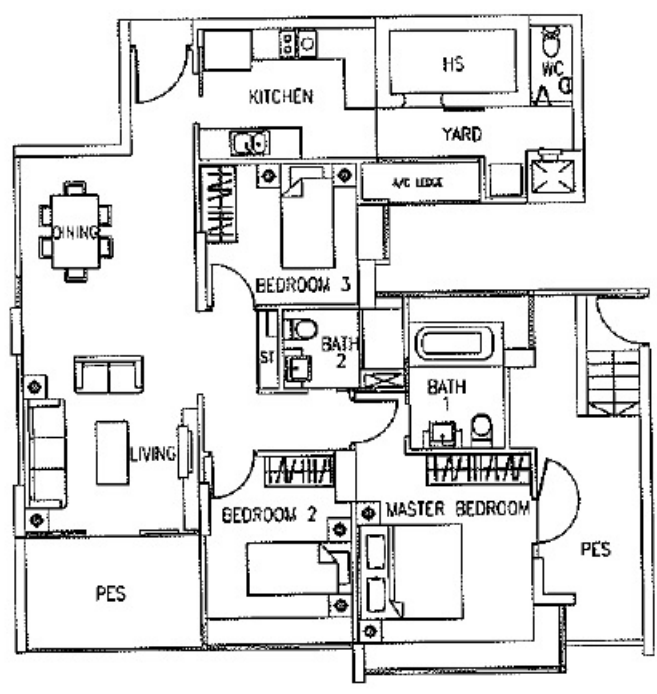 HS
WC
KITCHEN
YARD
A/C LEDGE
DINING
BEDROOM 3
BATH
2
ST
BATH
1
LIVING
BEDROOM 2
MASTER BEDROOM
PES
PES